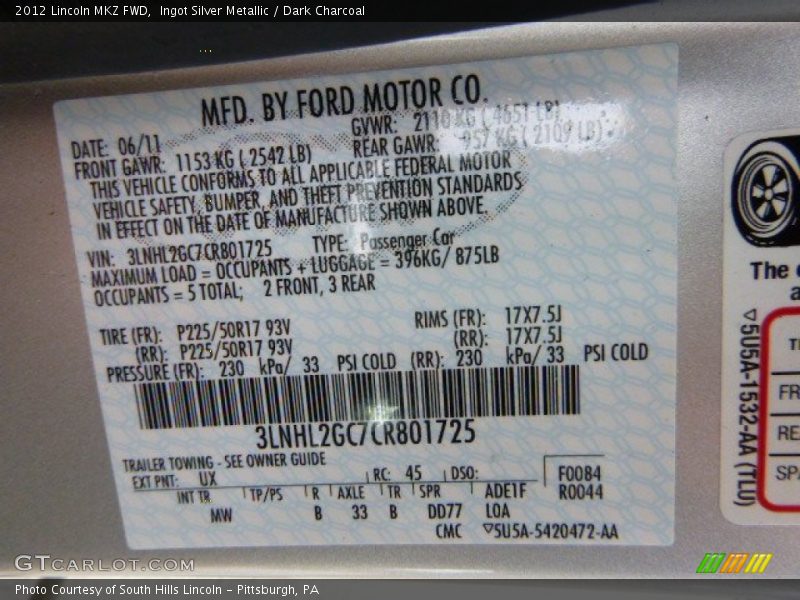 2012 Lincoln MKZ FWD,  Ingot Silver Metallic / Dark Charcoal
MFD. BY FORD MOTOR CO.
DATE: 06/11
GVWR: 2110 KG ( 4651 LB)
FRONT GAWR: 1153 KG ( 2542 LB)
REAR GAWR: 957 KG ( 2109 LB)
THIS VEHICLE CONFORMS TO ALL APPLICABLE FEDERAL MOTOR
VEHICLE SAFETY, BUMPER, AND THEFT PREVENTION STANDARDS
IN EFFECT ON THE DATE OF MANUFACTURE SHOWN ABOVE.
VIN: 3LNHL2GC7CR801725 TYPE: Passenger Car
MAXIMUM LOAD = OCCUPANTS + LUGGAGE = 396KG/ 875LB
OCCUPANTS = 5 TOTAL; 2 FRONT, 3 REAR
TIRE (FR): P225/50R17 93V RIMS (FR): 17X7.5J
(RR): P225/50R17 93V (RR): 17X7.5J
PRESSURE (FR): 230 kPa/ 33 PSI COLD (RR): 230 kPa/ 33 PSI COLD
3LNHL2GC7CR801725
TRAILER TOWING - SEE OWNER GUIDE
EXT PNT: UX RC: 45 DSO: F0084
INT TR TP/PS R AXLE TR SPR ADE1F R0044
MW B 33 B DD77 LOA
CMC ▽5U5A-5420472-AA
The
▽5U5A-1532-AA (TLU)
FR
RE
SPA
GTCARLOT.COM
Photo Courtesy of South Hills Lincoln - Pittsburgh, PA